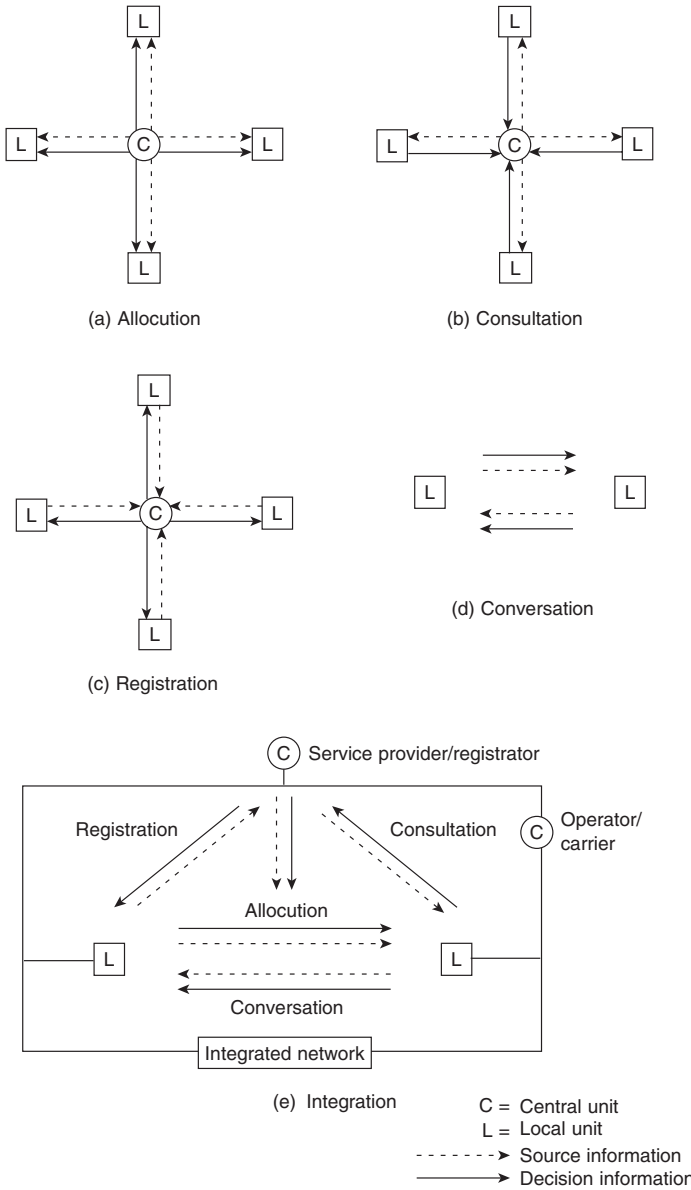 L
L
C
L
L
(a) Allocution
L
L
C
L
L
(b) Consultation
L
L
C
L
L
(c) Registration
L
L
(d) Conversation
C
Service provider/registrator
Registration
Consultation
C
Operator/
carrier
Allocution
L
L
Conversation
Integrated network
(e) Integration
C = Central unit
L = Local unit
Source information
Decision information